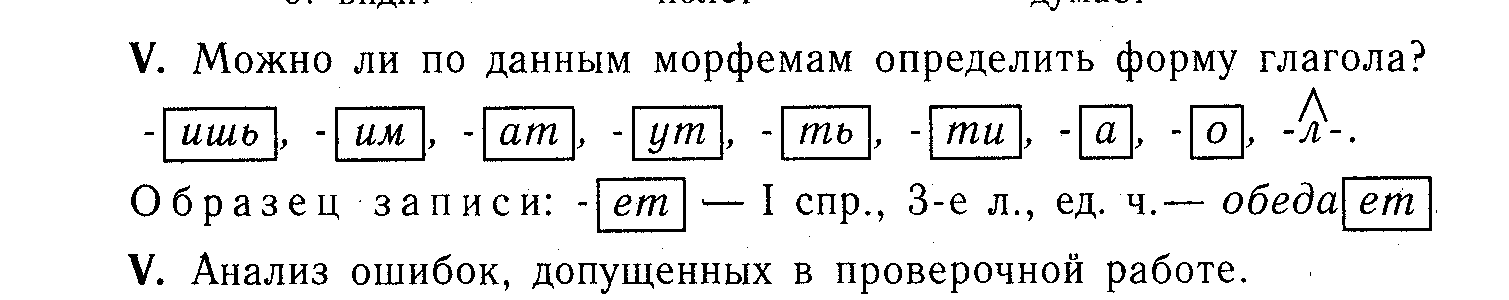 V. Можно ли по данным морфемам определить форму глагола?
-ишь, -им, -ат, -ут, -ть, -ти, -а, -о, -л-.
Образец записи: -ет — I спр., 3-е л., ед. ч.— обедает
V. Анализ ошибок, допущенных в проверочной работе.